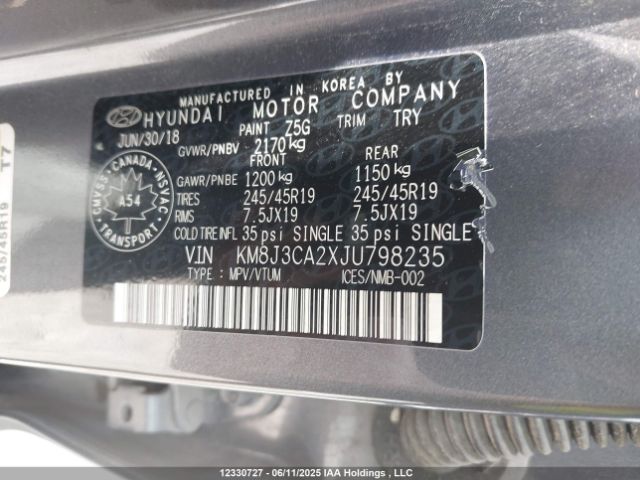 MANUFACTURED IN KOREA BY
HYUNDAI MOTOR COMPANY
JUN/30/18 PAINT Z5G TRIM TRY
GVWR/PNBV 2170kg
FRONT REAR
GAWR/PNBE 1200 kg 1150 kg
TIRES 245/45R19 245/45R19
RIMS 7.5JX19 7.5JX19
COLD TIRE INFL 35 psi SINGLE 35 psi SINGLE
VIN KM8J3CA2XJU798235
TYPE : MPV/VTUM ICES/NMB-002
CMVSS - CANADA - NSVAC
A54
TRANSPORT
245/45R19 T7
12330727 - 06/11/2025 IAA Holdings , LLC